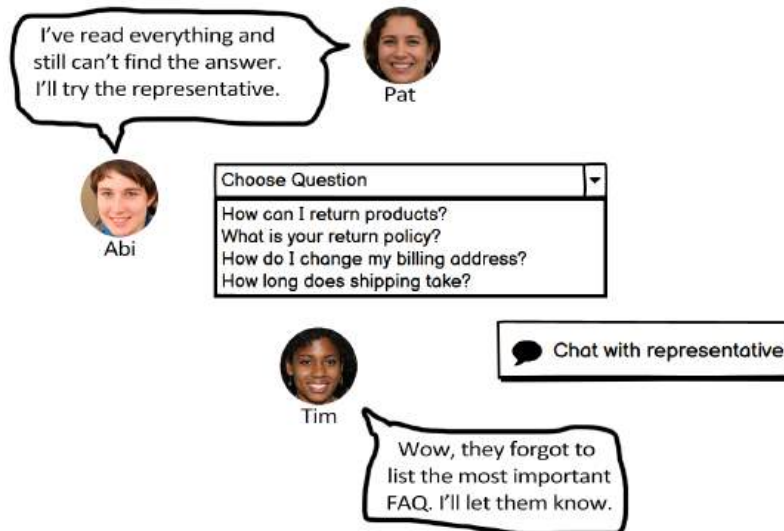 I've read everything and
still can't find the answer.
I'll try the representative.
Pat
Abi
Choose Question
How can I return products?
What is your return policy?
How do I change my billing address?
How long does shipping take?
Chat with representative
Tim
Wow, they forgot to
list the most important
FAQ. I'll let them know.